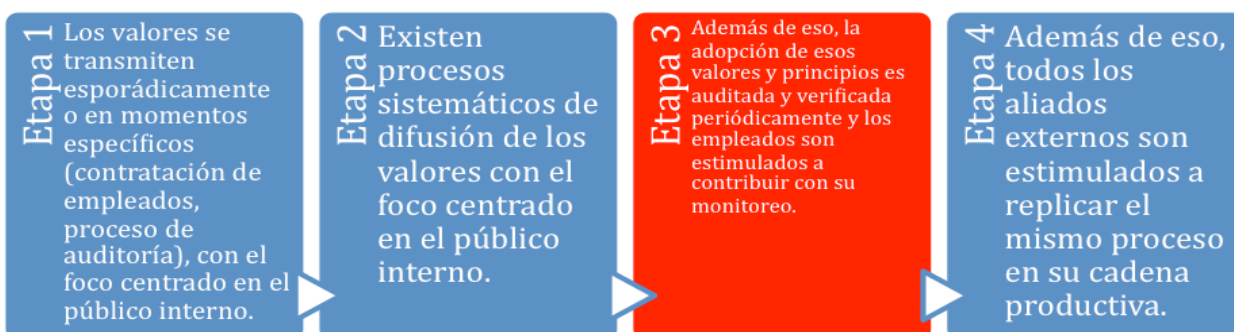 Etapa 1
Los valores se
transmiten
esporádicamente
o en momentos
específicos
(contratación de
empleados,
proceso de
auditoría), con el
foco centrado en el
público interno.
Etapa 2
Existen
procesos
sistemáticos de
difusión de los
valores con el
foco centrado
en el público
interno.
Etapa 3
Además de eso, la
adopción de esos
valores y principios es
auditada y verificada
periódicamente y los
empleados son
estimulados a
contribuir con su
monitoreo.
Etapa 4
Además de eso,
todos los
aliados
externos son
estimulados a
replicar el
mismo proceso
en su cadena
productiva.